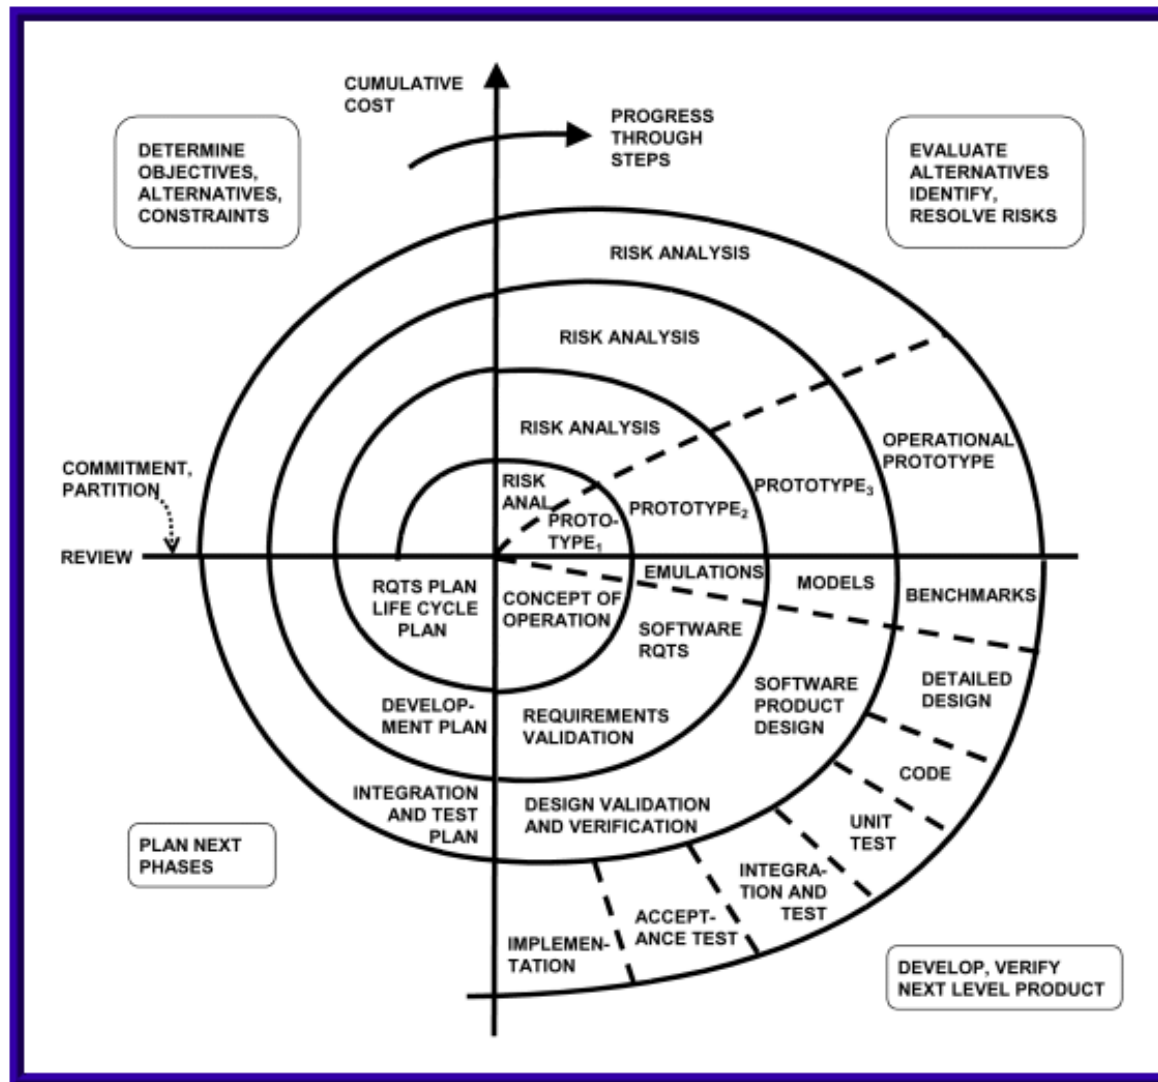 CUMULATIVE
COST
PROGRESS
THROUGH
STEPS
DETERMINE
OBJECTIVES,
ALTERNATIVES,
CONSTRAINTS
EVALUATE
ALTERNATIVES
IDENTIFY,
RESOLVE RISKS
RISK ANALYSIS
RISK ANALYSIS
RISK ANALYSIS
RISK
ANAL.
COMMITMENT,
PARTITION
REVIEW
PROTO-
TYPE₁
PROTOTYPE₂
PROTOTYPE₃
OPERATIONAL
PROTOTYPE
EMULATIONS
MODELS
BENCHMARKS
RQTS PLAN
LIFE CYCLE
PLAN
CONCEPT OF
OPERATION
SOFTWARE
RQTS
SOFTWARE
PRODUCT
DESIGN
DETAILED
DESIGN
DEVELOP-
MENT PLAN
REQUIREMENTS
VALIDATION
CODE
INTEGRATION
AND TEST
PLAN
DESIGN VALIDATION
AND VERIFICATION
UNIT
TEST
PLAN NEXT
PHASES
INTEGRA-
TION AND
TEST
ACCEPT-
ANCE TEST
IMPLEMEN-
TATION
DEVELOP, VERIFY
NEXT LEVEL PRODUCT